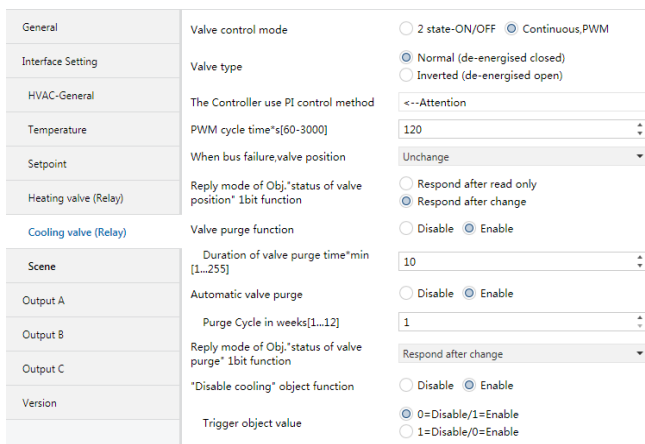 General
Interface Setting
HVAC-General
Temperature
Setpoint
Heating valve (Relay)
Cooling valve (Relay)
Scene
Output A
Output B
Output C
Version
Valve control mode
2 state-ON/OFF Continuous,PWM
Valve type
Normal (de-energised closed)
Inverted (de-energised open)
The Controller use PI control method
<--Attention
PWM cycle time*s[60-3000]
120
When bus failure,valve position
Unchange
Reply mode of Obj."status of valve
position" 1bit function
Respond after read only
Respond after change
Valve purge function
Disable Enable
Duration of valve purge time*min
[1...255]
10
Automatic valve purge
Disable Enable
Purge Cycle in weeks[1...12]
1
Reply mode of Obj."status of valve
purge" 1bit function
Respond after change
"Disable cooling" object function
Disable Enable
Trigger object value
0=Disable/1=Enable
1=Disable/0=Enable